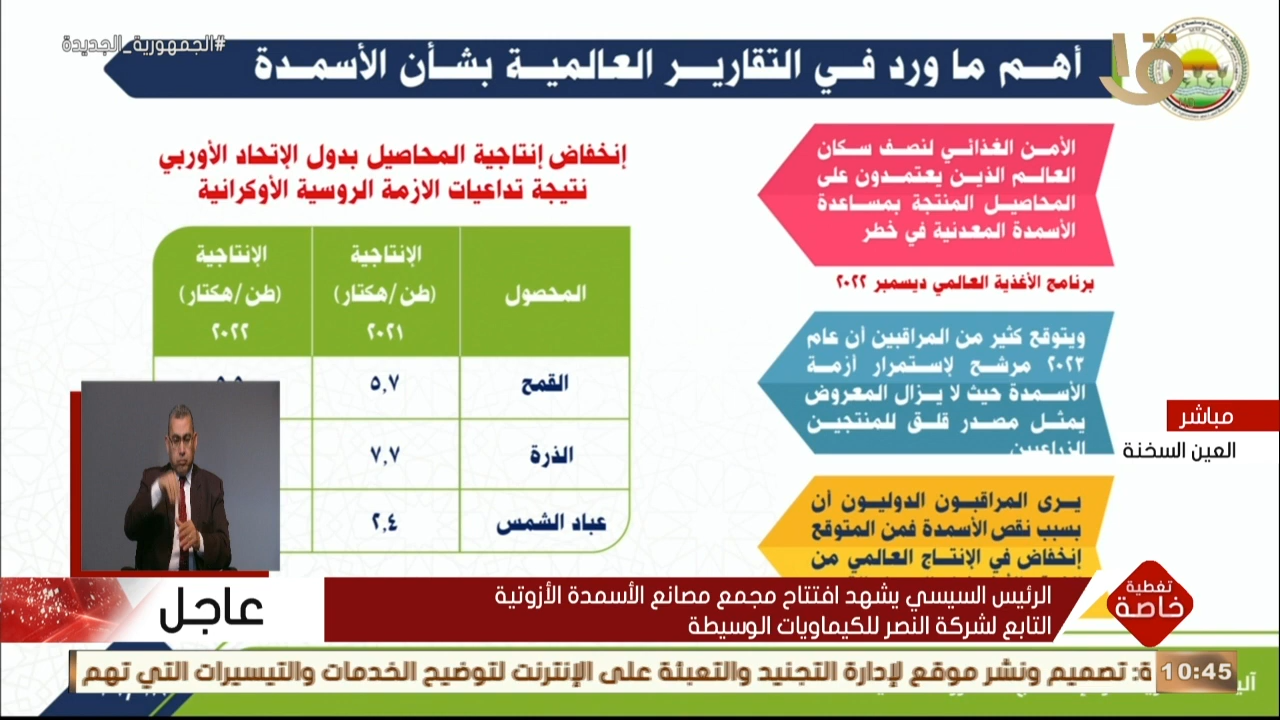 #الجمهورية_الجديدة
أهم ما ورد في التقارير العالمية بشأن الأسمدة
الأمن الغذائي لنصف سكان
العالم الذين يعتمدون على
المحاصيل المنتجة بمساعدة
الأسمدة المعدنية في خطر
برنامج الأغذية العالمي ديسمبر ٢٠٢٢
ويتوقع كثير من المراقبين أن عام
٢٠٢٣ مرشح لإستمرار أزمة
الأسمدة حيث لا يزال المعروض
يمثل مصدر قلق للمنتجين
الزراعيين
يرى المراقبون الدوليون أن
بسبب نقص الأسمدة فمن المتوقع
إنخفاض في الإنتاج العالمي من
إنخفاض إنتاجية المحاصيل بدول الإتحاد الأوربي
نتيجة تداعيات الازمة الروسية الأوكرانية
المحصول
الإنتاجية
(طن/هكتار)
٢٠٢١
الإنتاجية
(طن/هكتار)
٢٠٢٢
القمح
٥,٧
الذرة
٧,٧
عباد الشمس
٢,٤
مباشر
العين السخنة
تغطية
خاصة
الرئيس السيسي يشهد افتتاح مجمع مصانع الأسمدة الأزوتية
التابع لشركة النصر للكيماويات الوسيطة
عاجل
10:45
ة: تصميم ونشر موقع لإدارة التجنيد والتعبئة على الإنترنت لتوضيح الخدمات والتيسيرات التي تهم